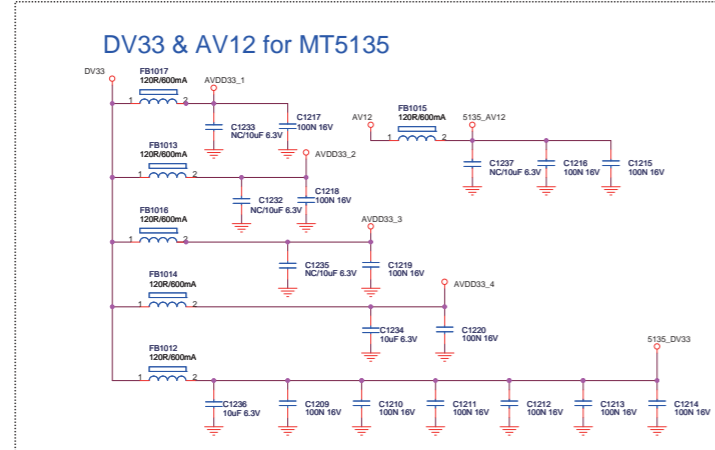 DV33 & AV12 for MT5135
DV33
FB1017
120R/600mA
AVDD33_1
1
2
C1233
NC/10uF 6.3V
C1217
100N 16V
AV12
FB1015
120R/600mA
5135_AV12
1
2
C1237
NC/10uF 6.3V
C1216
100N 16V
C1215
100N 16V
FB1013
120R/600mA
AVDD33_2
1
2
C1232
NC/10uF 6.3V
C1218
100N 16V
FB1016
120R/600mA
AVDD33_3
1
2
C1235
NC/10uF 6.3V
C1219
100N 16V
FB1014
120R/600mA
AVDD33_4
1
2
C1234
10uF 6.3V
C1220
100N 16V
FB1012
120R/600mA
5135_DV33
1
2
C1236
10uF 6.3V
C1209
100N 16V
C1210
100N 16V
C1211
100N 16V
C1212
100N 16V
C1213
100N 16V
C1214
100N 16V